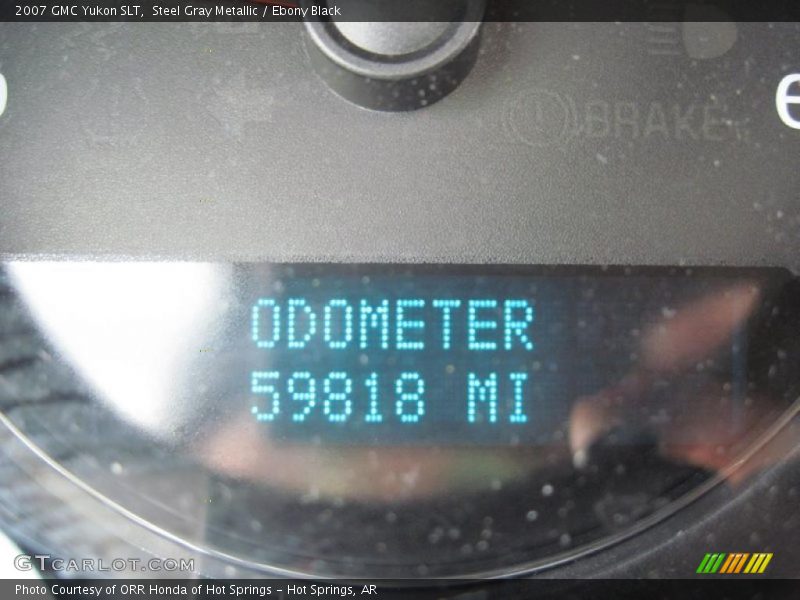 2007 GMC Yukon SLT,  Steel Gray Metallic / Ebony Black
BRAKE
ODOMETER
59818 MI
GTCARLOT.COM
Photo Courtesy of ORR Honda of Hot Springs - Hot Springs, AR